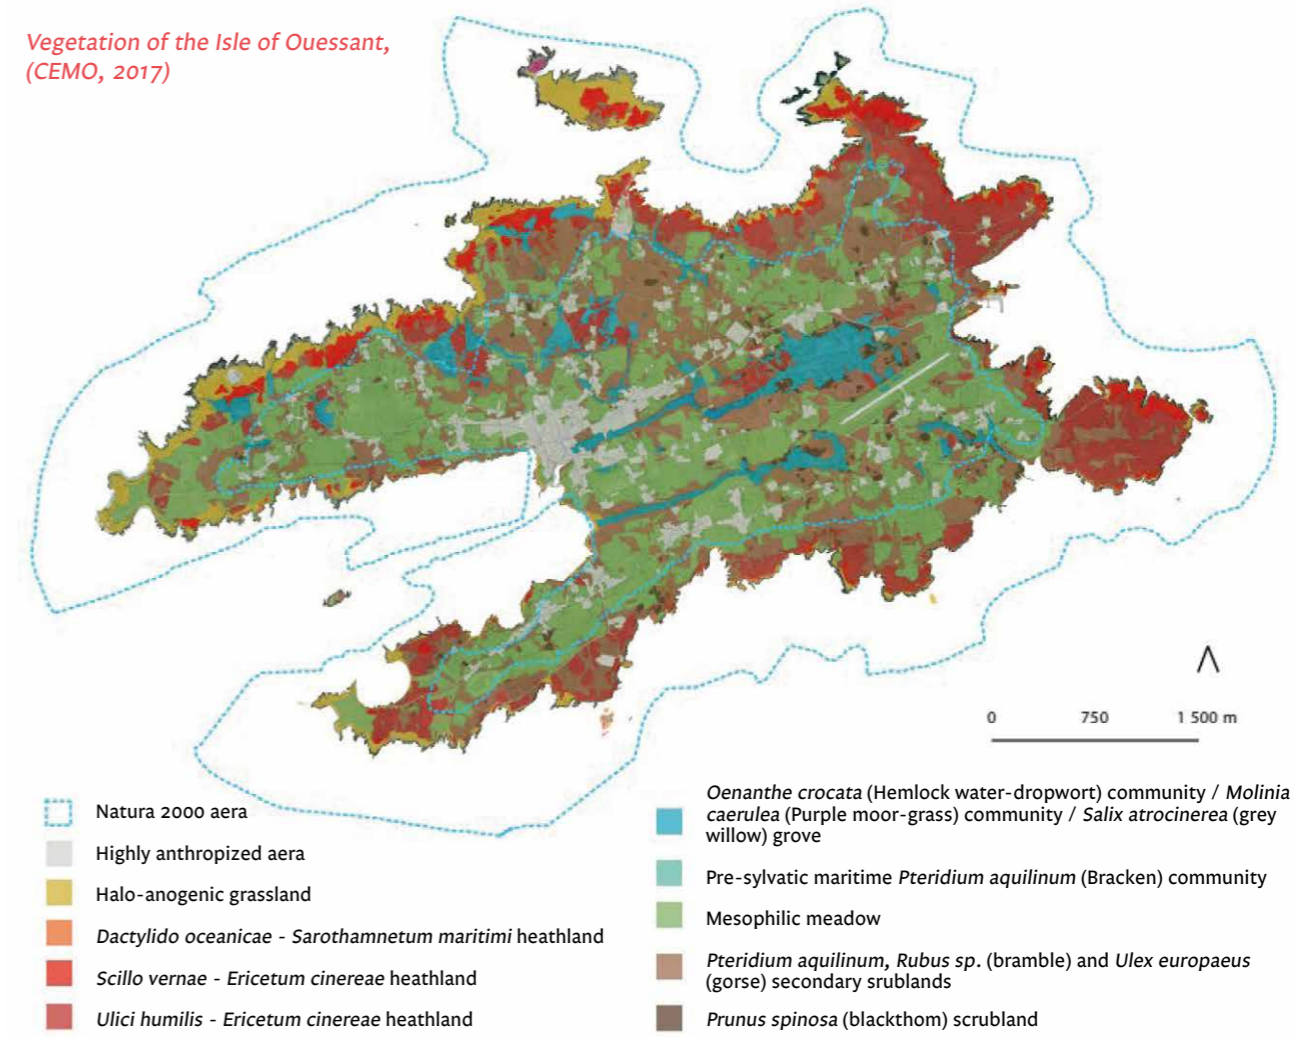 Vegetation of the Isle of Ouessant,
(CEMO, 2017)
0 750 1 500 m
Natura 2000 aera
Highly anthropized aera
Halo-anogenic grassland
Dactylido oceanicae - Sarothamnetum maritimi heathland
Scillo vernae - Ericetum cinereae heathland
Ulici humilis - Ericetum cinereae heathland
Oenanthe crocata (Hemlock water-dropwort) community / Molinia
caerulea (Purple moor-grass) community / Salix atrocinerea (grey
willow) grove
Pre-sylvatic maritime Pteridium aquilinum (Bracken) community
Mesophilic meadow
Pteridium aquilinum, Rubus sp. (bramble) and Ulex europaeus
(gorse) secondary srublands
Prunus spinosa (blackthom) scrubland